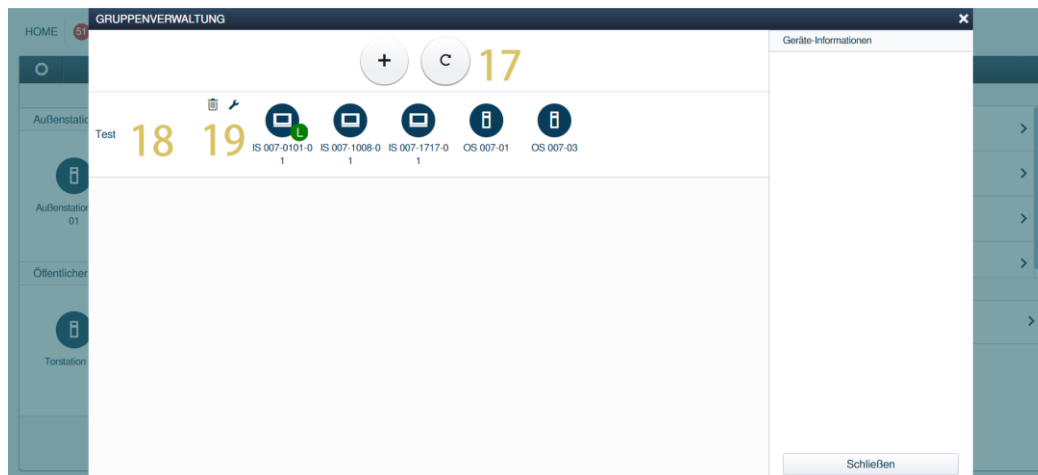 GRUPPENVERWALTUNG
HOME
51
Geräte-Informationen
+
C
17
Test
18
19
L
IS 007-0101-0
1
IS 007-1008-0
1
IS 007-1717-0
1
OS 007-01
OS 007-03
Außenstatio
Außenstation
01
Öffentlicher
Torstation
Schließen